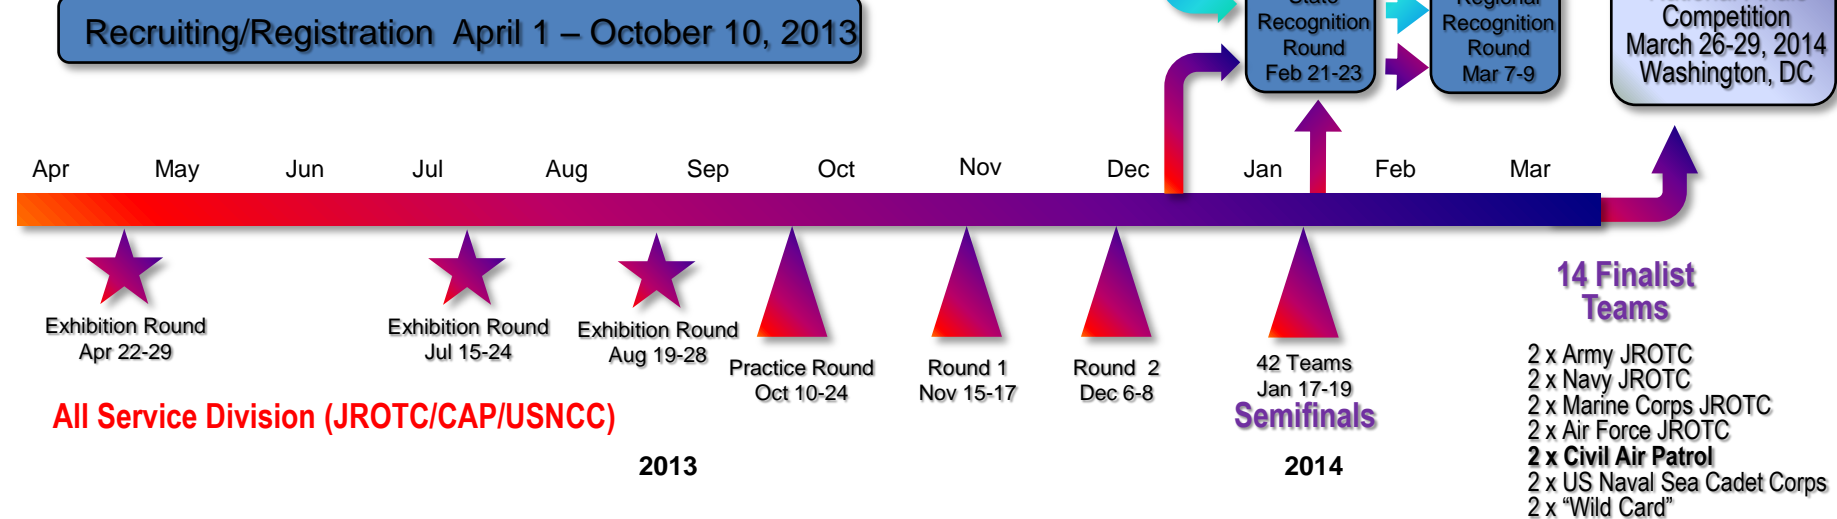 Recruiting/Registration  April 1 – October 10, 2013
State
Recognition
Round
Feb 21-23
Regional
Recognition
Round
Mar 7-9
National Finals
Competition
March 26-29, 2014
Washington, DC
Apr May Jun Jul Aug Sep Oct Nov Dec Jan Feb Mar
Exhibition Round
Apr 22-29
Exhibition Round
Jul 15-24
Exhibition Round
Aug 19-28
Practice Round
Oct 10-24
Round 1
Nov 15-17
Round  2
Dec 6-8
42 Teams
Jan 17-19
Semifinals
14 Finalist
Teams
2 x Army JROTC
2 x Navy JROTC
2 x Marine Corps JROTC
2 x Air Force JROTC
2 x Civil Air Patrol
2 x US Naval Sea Cadet Corps
2 x “Wild Card”
All Service Division (JROTC/CAP/USNCC)
2013
2014